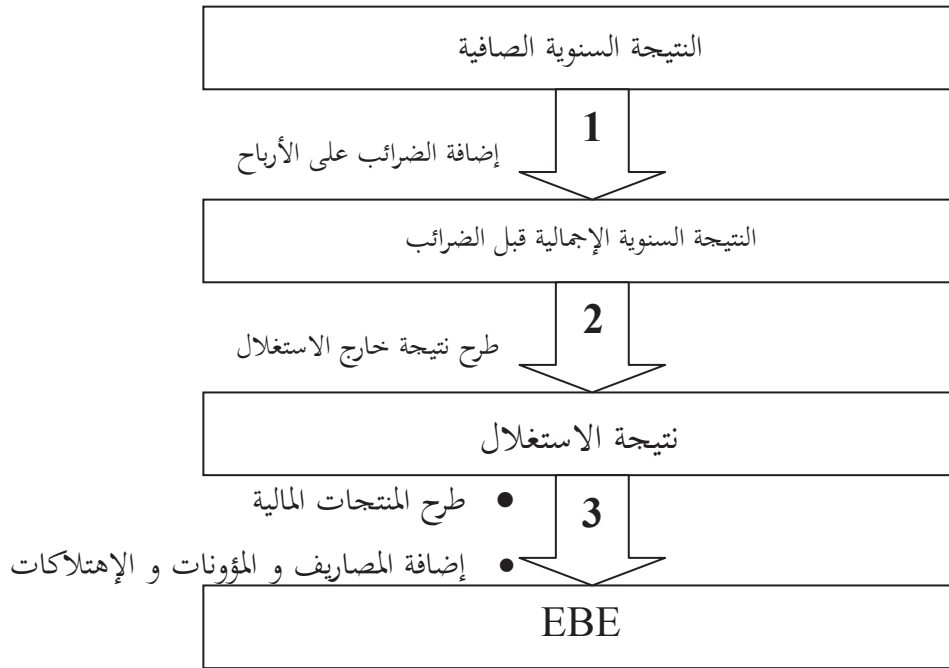 النتيجة السنوية الصافية
1
إضافة الضرائب على الأرباح
النتيجة السنوية الإجمالية قبل الضرائب
2
طرح نتيجة خارج الاستغلال
نتيجة الاستغلال
3
● طرح المنتجات المالية
● إضافة المصاريف و المؤونات و الإهتلاكات
EBE